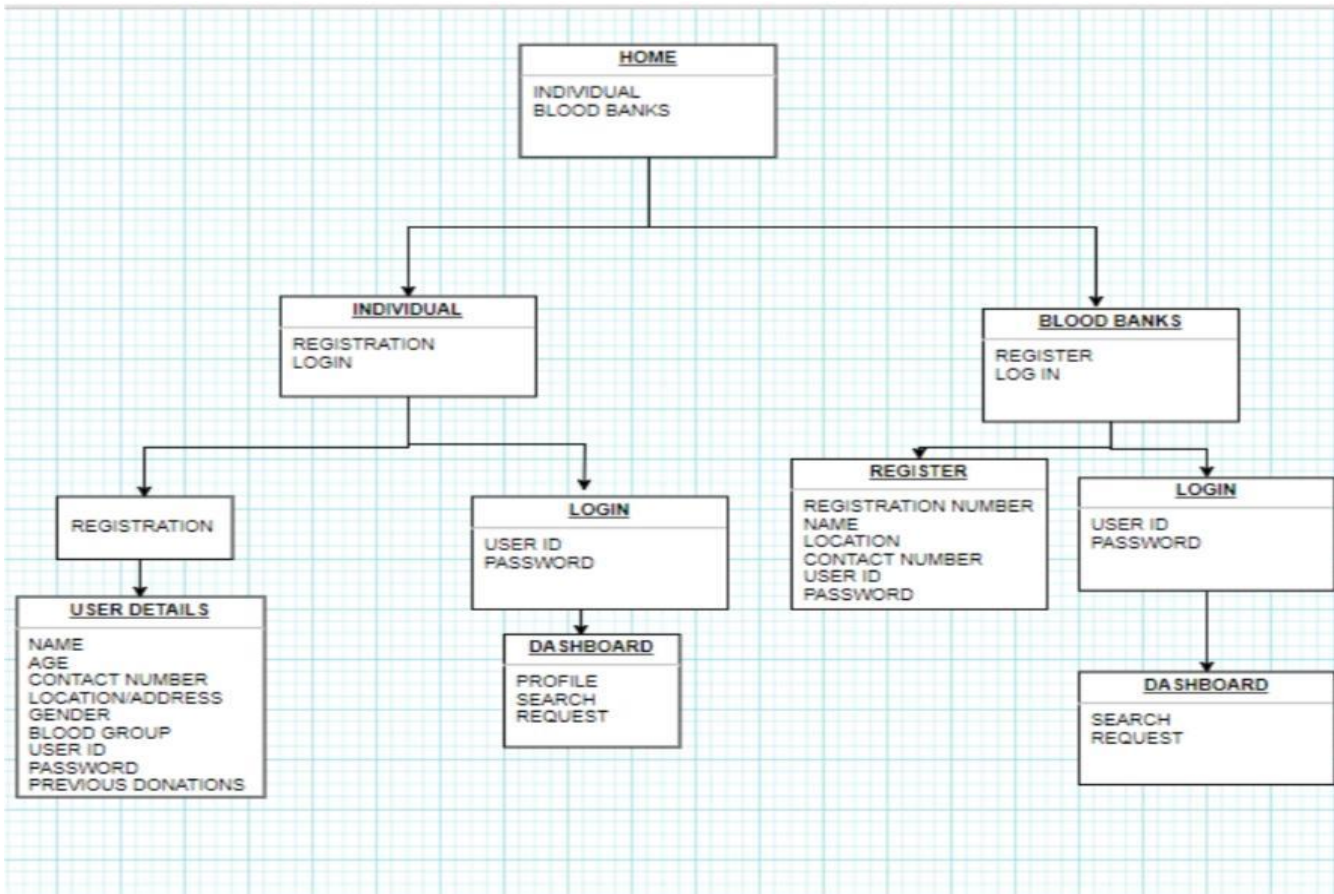 HOME
INDIVIDUAL
BLOOD BANKS
INDIVIDUAL
REGISTRATION
LOGIN
BLOOD BANKS
REGISTER
LOG IN
REGISTRATION
USER DETAILS
NAME
AGE
CONTACT NUMBER
LOCATION/ADDRESS
GENDER
BLOOD GROUP
USER ID
PASSWORD
PREVIOUS DONATIONS
LOGIN
USER ID
PASSWORD
DASHBOARD
PROFILE
SEARCH
REQUEST
REGISTER
REGISTRATION NUMBER
NAME
LOCATION
CONTACT NUMBER
USER ID
PASSWORD
LOGIN
USER ID
PASSWORD
DASHBOARD
SEARCH
REQUEST